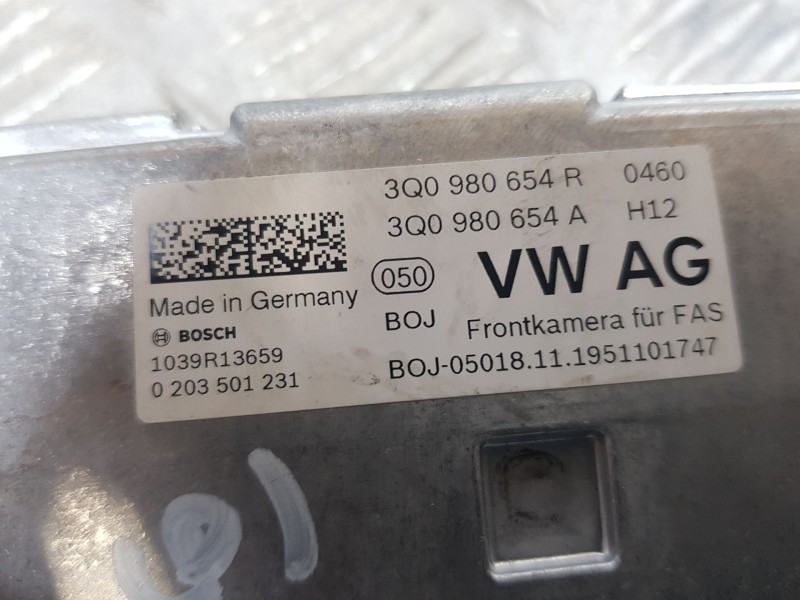 3Q0 980 654 R 0460
3Q0 980 654 A H12
050 VW AG
Made in Germany
BOSCH BOJ Frontkamera für FAS
1039R13659 BOJ-05018.11.1951101747
0 203 501 231